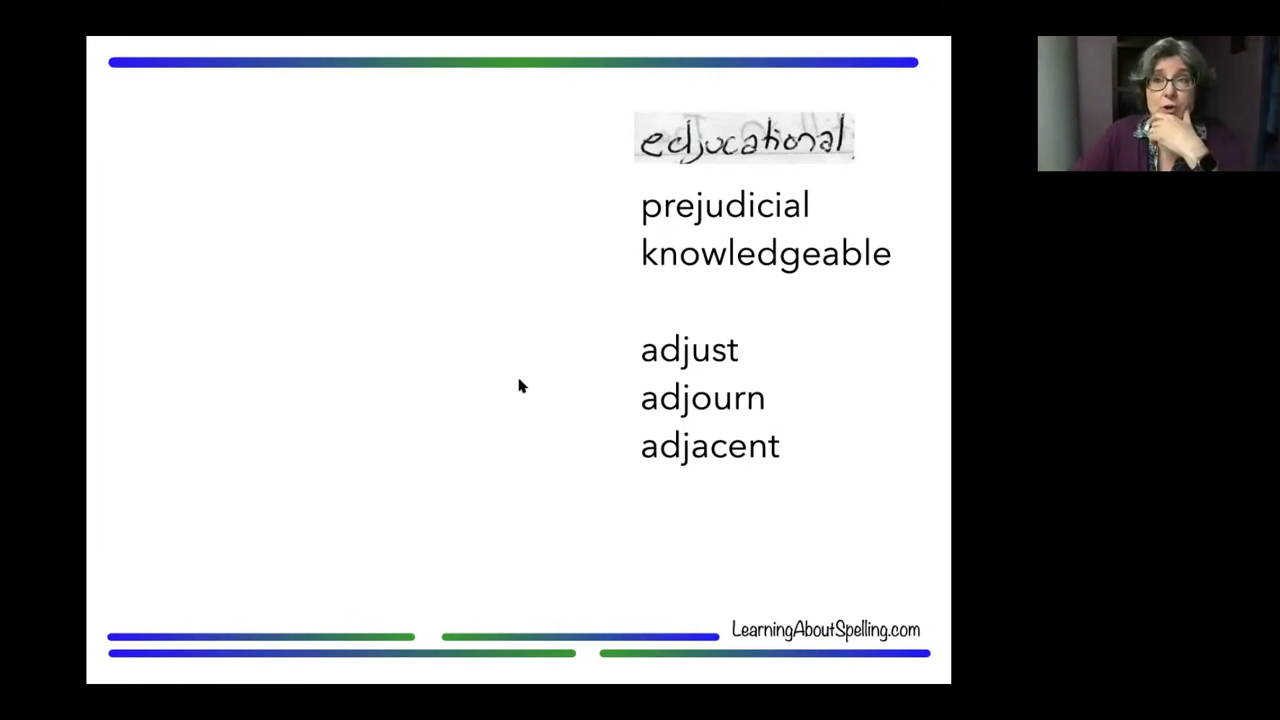 edjucational
prejudicial
knowledgeable
adjust
adjourn
adjacent
LearningAboutSpelling.com